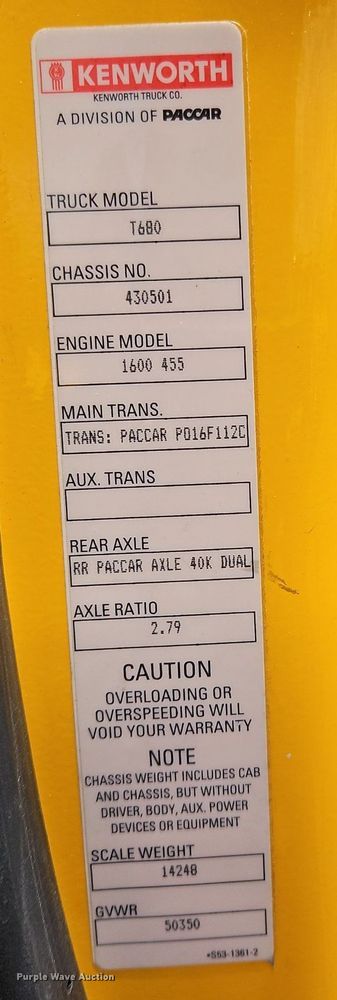 KENWORTH
KENWORTH TRUCK CO.
A DIVISION OF PACCAR
TRUCK MODEL
T680
CHASSIS NO.
430501
ENGINE MODEL
1600 455
MAIN TRANS.
TRANS: PACCAR PO16F112C
AUX. TRANS
REAR AXLE
RR PACCAR AXLE 40K DUAL
AXLE RATIO
2.79
CAUTION
OVERLOADING OR
OVERSPEEDING WILL
VOID YOUR WARRANTY
NOTE
CHASSIS WEIGHT INCLUDES CAB
AND CHASSIS, BUT WITHOUT
DRIVER, BODY, AUX. POWER
DEVICES OR EQUIPMENT
SCALE WEIGHT
14248
GVWR
50350
*S53-1361-2
Purple Wave Auction